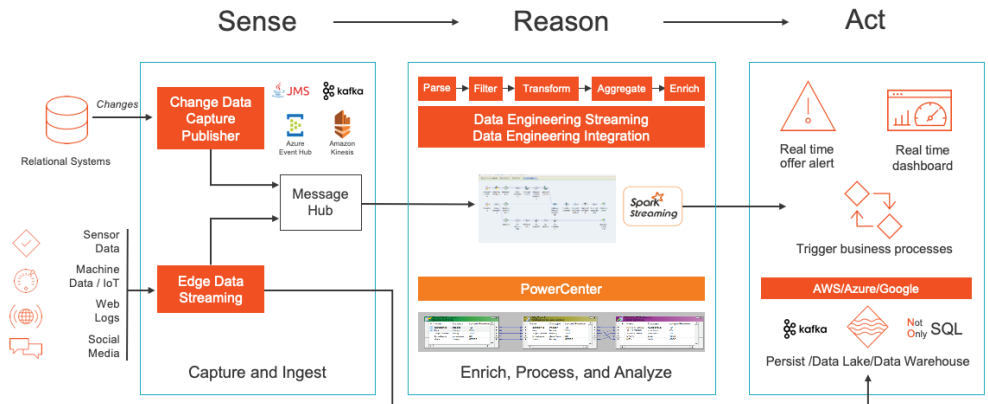 Sense
Reason
Act
Changes
Relational Systems
Change Data
Capture
Publisher
JMS
kafka
Azure
Event Hub
Amazon
Kinesis
Message
Hub
Sensor
Data
Machine
Data / IoT
Web
Logs
Social
Media
Edge Data
Streaming
Capture and Ingest
Parse
Filter
Transform
Aggregate
Enrich
Data Engineering Streaming
Data Engineering Integration
Spark
Streaming
PowerCenter
Enrich, Process, and Analyze
Real time
offer alert
Real time
dashboard
Trigger business processes
AWS/Azure/Google
kafka
Not
Only SQL
Persist /Data Lake/Data Warehouse